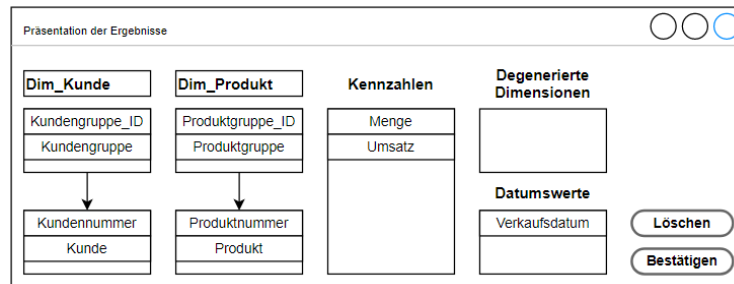 Präsentation der Ergebnisse
Dim_Kunde
Dim_Produkt
Kennzahlen
Degenerierte
Dimensionen
Kundengruppe_ID
Produktgruppe_ID
Menge
Kundengruppe
Produktgruppe
Umsatz
Datumswerte
Kundennummer
Produktnummer
Verkaufsdatum
Löschen
Kunde
Produkt
Bestätigen